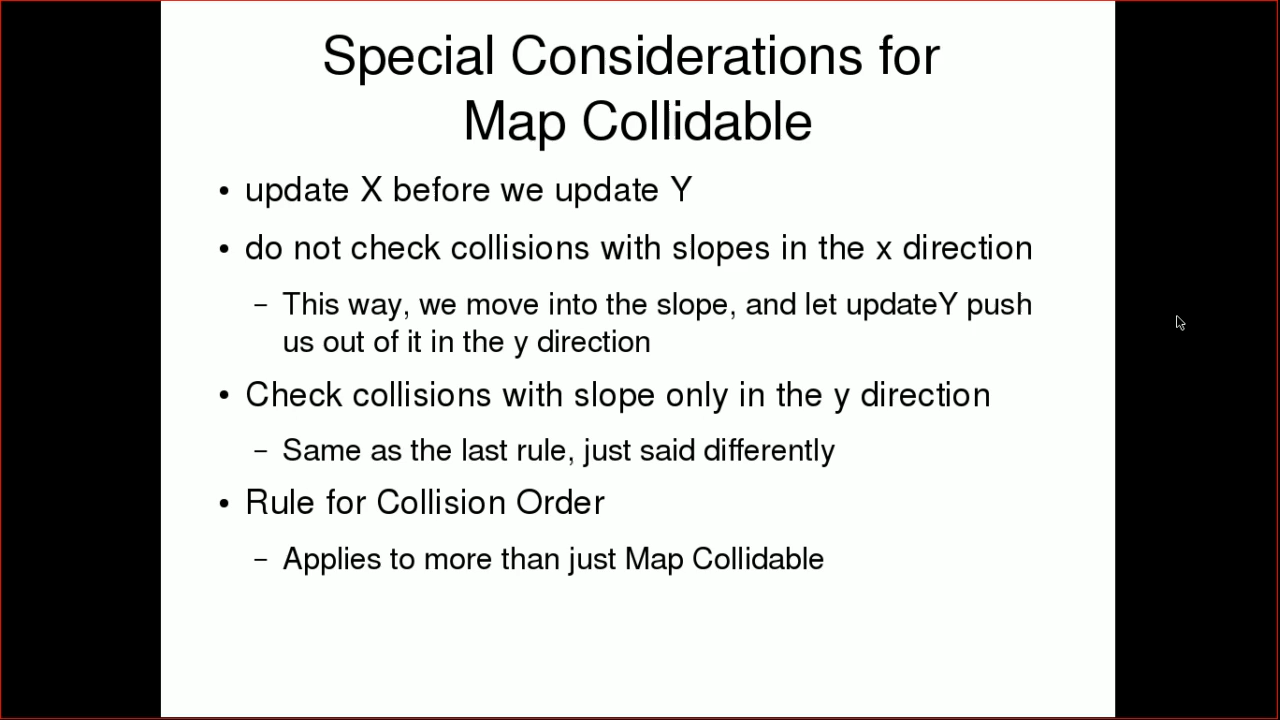 Special Considerations for
Map Collidable
• update X before we update Y
• do not check collisions with slopes in the x direction
– This way, we move into the slope, and let updateY push
us out of it in the y direction
• Check collisions with slope only in the y direction
– Same as the last rule, just said differently
• Rule for Collision Order
– Applies to more than just Map Collidable